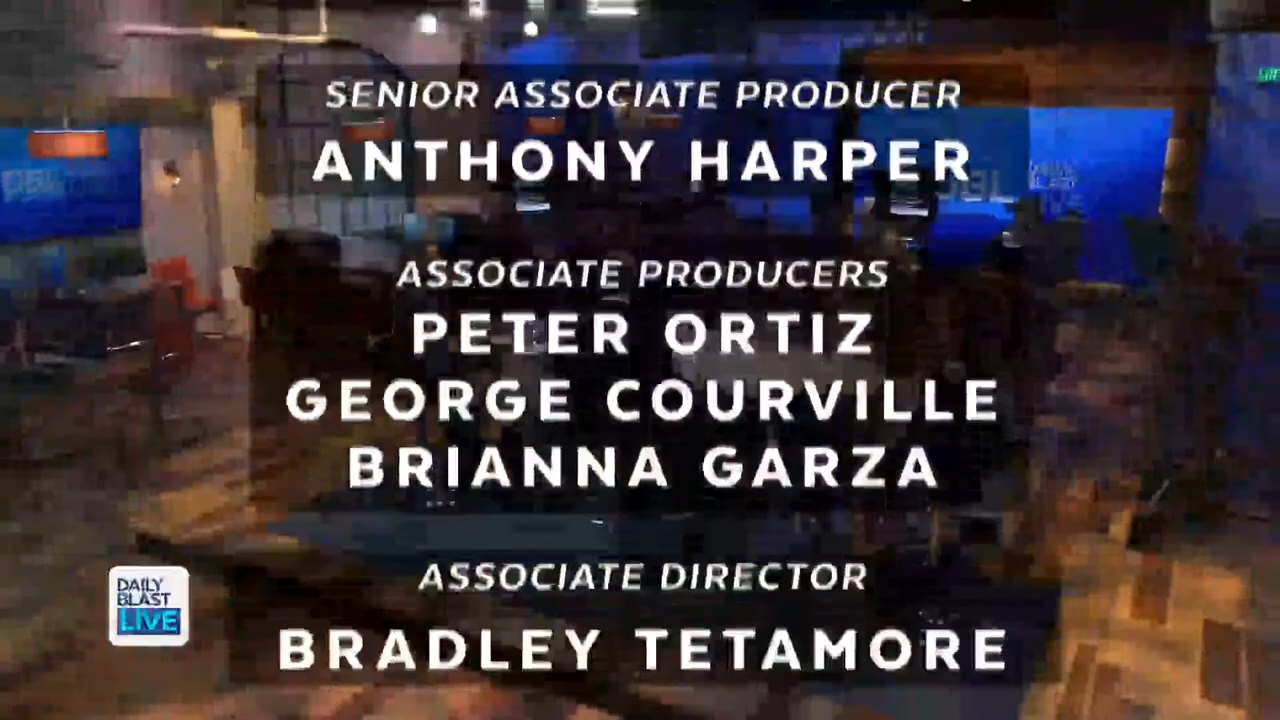 SENIOR ASSOCIATE PRODUCER
ANTHONY HARPER
ASSOCIATE PRODUCERS
PETER ORTIZ
GEORGE COURVILLE
BRIANNA GARZA
ASSOCIATE DIRECTOR
BRADLEY TETAMORE
DAILY
BLAST
LIVE